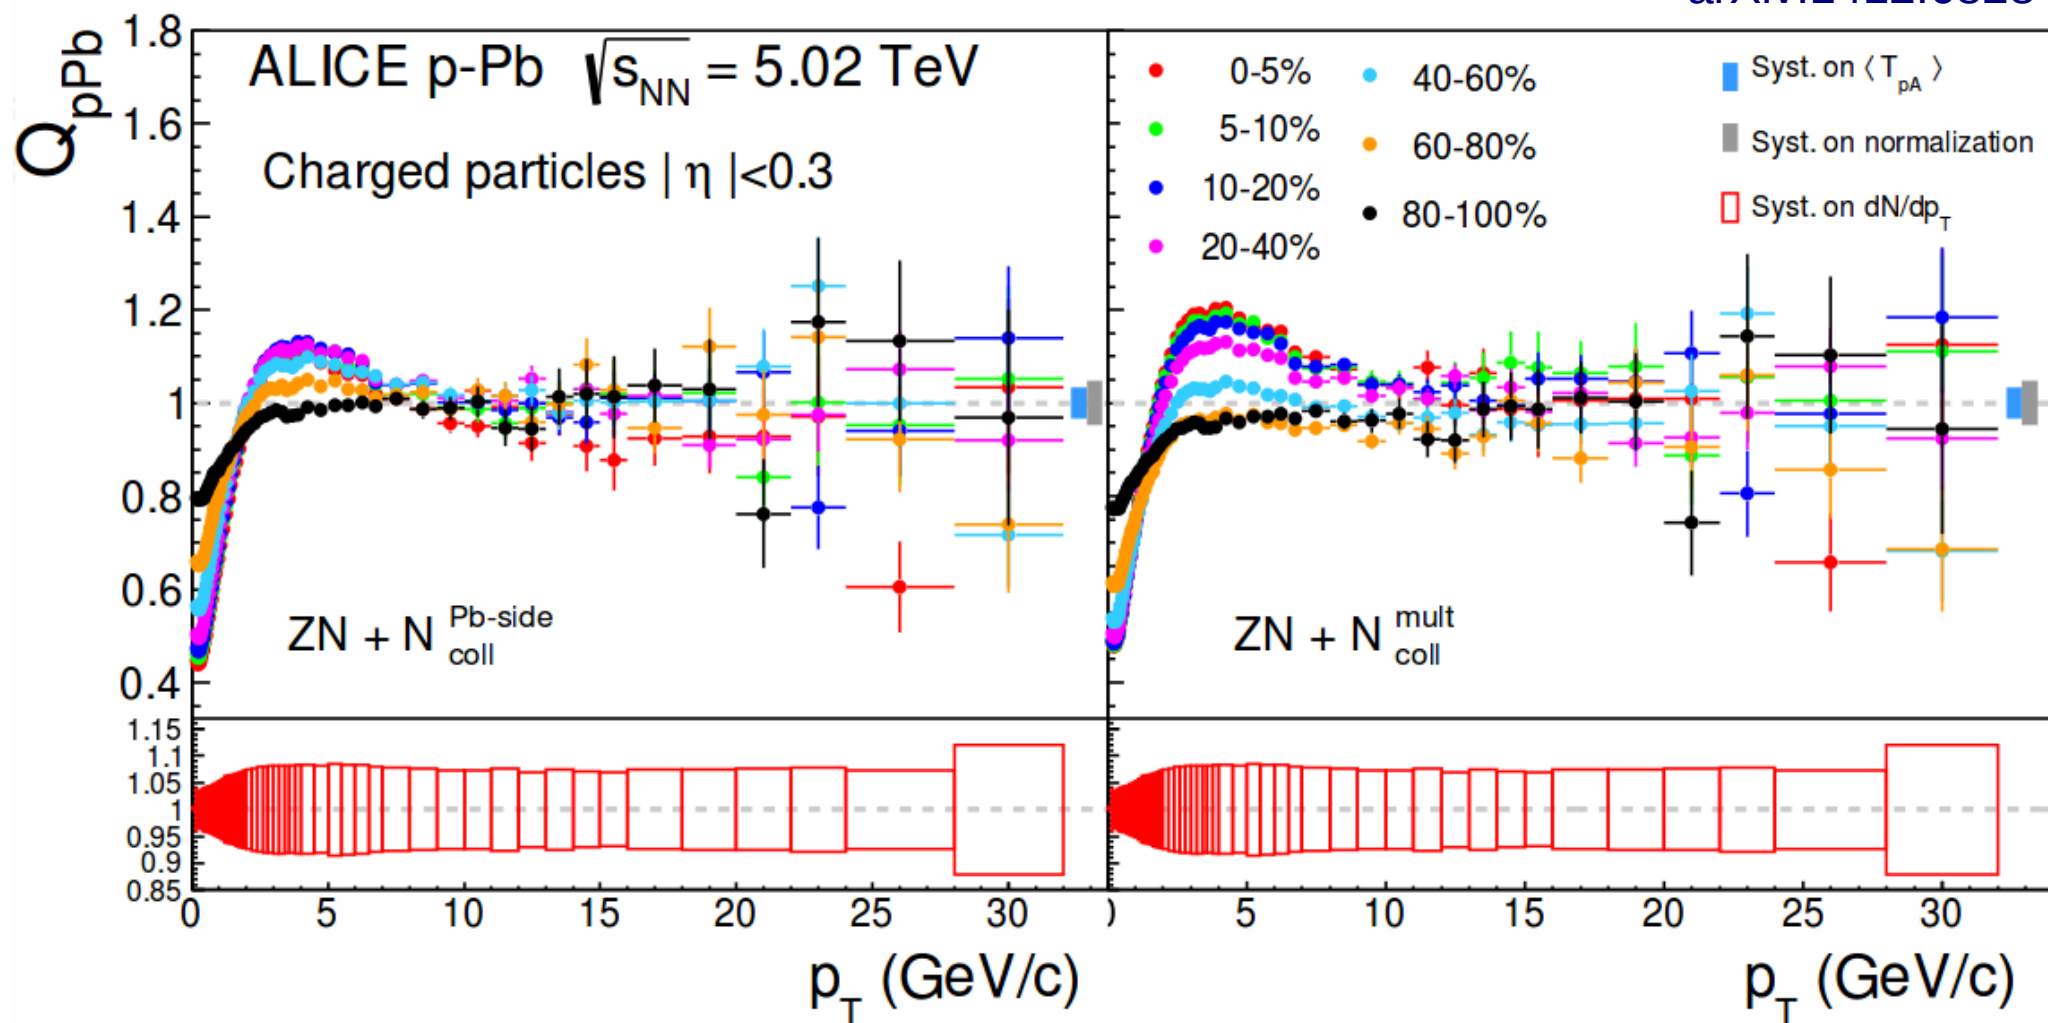 1.8
1.6
1.4
1.2
1
0.8
0.6
0.4
Q_pPb
ALICE p-Pb √s_NN = 5.02 TeV
Charged particles | η |<0.3
ZN + N_coll^Pb-side
0-5%
5-10%
10-20%
20-40%
40-60%
60-80%
80-100%
Syst. on ⟨ T_pA ⟩
Syst. on normalization
Syst. on dN/dp_T
ZN + N_coll^mult
1.15
1.1
1.05
1
0.95
0.9
0.85
0 5 10 15 20 25 30
5 10 15 20 25 30
p_T (GeV/c)
p_T (GeV/c)